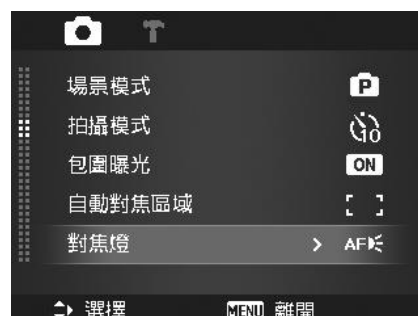 場景模式 P
拍攝模式 10
包圍曝光 ON
自動對焦區域
對焦燈 > AF
選擇 MENU 離開